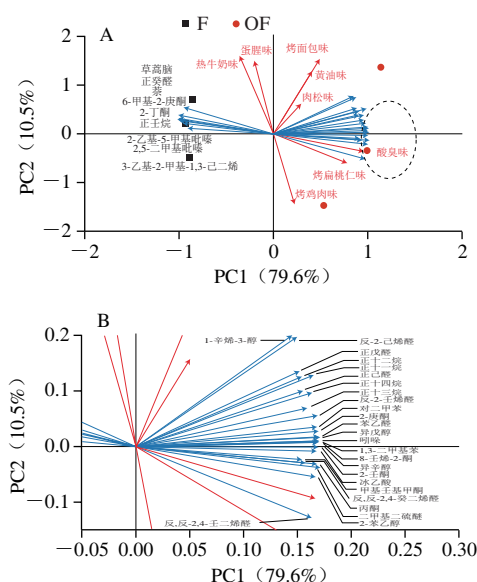 A
F
OF
2
1
0
−1
−2
−2
−1
0
1
2
PC2（10.5%）
PC1（79.6%）
蛋腥味
热牛奶味
烤面包味
黄油味
肉松味
酸臭味
烤扁桃仁味
烤鸡肉味
草蒿脑
正癸醛
萘
6-甲基-2-庚酮
2-丁酮
正壬烷
2-乙基-5-甲基吡嗪
2,5-二甲基吡嗪
3-乙基-2-甲基-1,3-己二烯
B
0.2
0.1
0.0
−0.1
−0.05
0.00
0.05
0.10
0.15
0.20
0.25
0.30
PC2（10.5%）
PC1（79.6%）
1-辛烯-3-醇
反-2-己烯醛
正戊醛
正十二烷
正十一烷
正己醛
正十四烷
正十三烷
反-2-壬烯醛
对二甲苯
2-庚酮
苯乙醛
异戊醇
吲哚
1,3-二甲基苯
8-壬烯-2-酮
异辛醇
2-壬酮
冰乙酸
甲基壬基甲酮
反,反-2,4-癸二烯醛
丙酮
二甲基二硫醚
2-苯乙醇
反,反-2,4-壬二烯醛